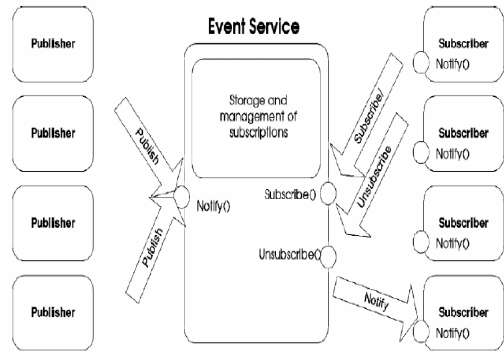 Event Service
Publisher
Publisher
Publisher
Publisher
Publish
Publish
Storage and
management of
subscriptions
Notify()
Subscribe()
Unsubscribe()
Subscribe/
Unsubscribe
Notify
Subscriber
Notify()
Subscriber
Notify()
Subscriber
Notify()
Subscriber
Notify()